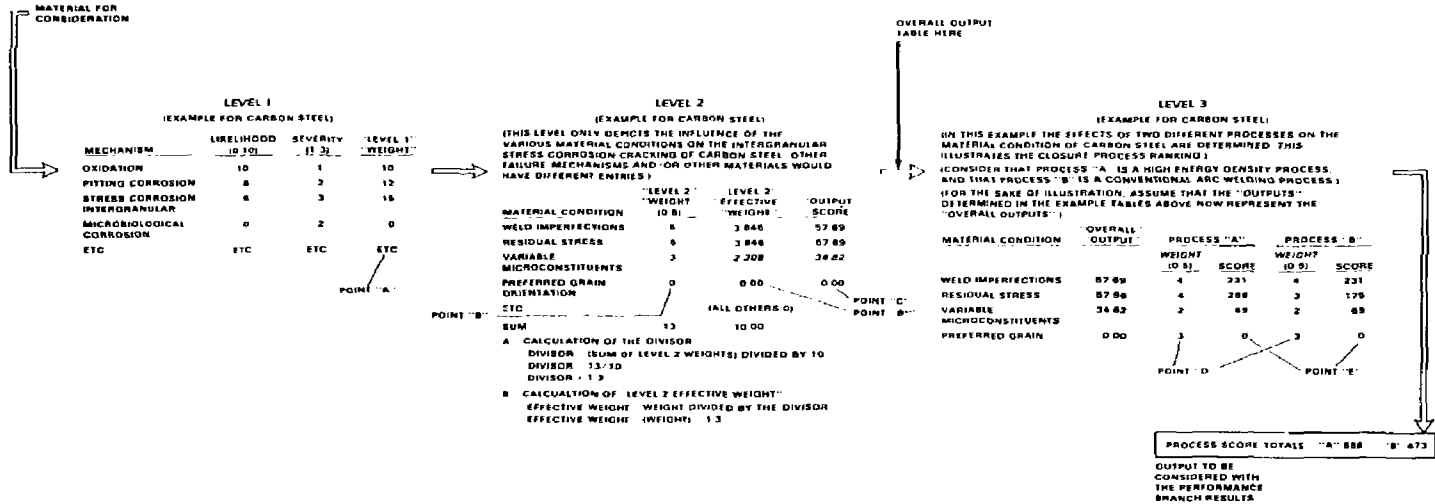 MATERIAL FOR
CONSIDERATION
LEVEL 1
(EXAMPLE FOR CARBON STEEL)
MECHANISM LIKELIHOOD (0 10) SEVERITY (1 3) "LEVEL 1" WEIGHT"
OXIDATION 10 1 10
PITTING CORROSION 6 2 12
STRESS CORROSION
INTERGRANULAR 3
MICROBIOLOGICAL
CORROSION 0 2 0
ETC ETC ETC ETC
POINT "A"
LEVEL 2
(EXAMPLE FOR CARBON STEEL)
(THIS LEVEL ONLY DEPICTS THE INFLUENCE OF THE
VARIOUS MATERIAL CONDITIONS ON THE INTERGRANULAR
STRESS CORROSION CRACKING OF CARBON STEEL OTHER
FAILURE MECHANISMS AND OR OTHER MATERIALS WOULD
HAVE DIFFERENT ENTRIES)
"LEVEL 2 LEVEL 2
WEIGHT "EFFECTIVE "OUTPUT
MATERIAL CONDITION (0 5) "WEIGHT" SCORE
WELD IMPERFECTIONS 5 3 846 57 69
RESIDUAL STRESS 5 3 846 57 69
VARIABLE
MICROCONSTITUENTS 3 2 308 34 62
PREFERRED GRAIN
ORIENTATION 0 0 00 0 00
POINT "C"
POINT "B" POINT B"
ETC (ALL OTHERS 0)
SUM 13 10 00
A CALCULATION OF THE DIVISOR
DIVISOR (SUM OF LEVEL 2 WEIGHTS) DIVIDED BY 10
DIVISOR 13/10
DIVISOR 1 3
B CALCUALTION OF LEVEL 2 EFFECTIVE WEIGHT"
EFFECTIVE WEIGHT WEIGHT DIVIDED BY THE DIVISOR
EFFECTIVE WEIGHT (WEIGHT) 1 3
OVERALL OUTPUT
TABLE HERE
LEVEL 3
(EXAMPLE FOR CARBON STEEL)
(IN THIS EXAMPLE THE EFFECTS OF TWO DIFFERENT PROCESSES ON THE
MATERIAL CONDITION OF CARBON STEEL ARE DETERMINED THIS
ILLUSTRATES THE CLOSURE PROCESS RANKING)
(CONSIDER THAT PROCESS "A IS A HIGH ENERGY DENSITY PROCESS,
AND THAT PROCESS "B" IS A CONVENTIONAL ARC WELDING PROCESS)
(FOR THE SAKE OF ILLUSTRATION, ASSUME THAT THE "OUTPUTS"
DETERMINED IN THE EXAMPLE TABLES ABOVE NOW REPRESENT THE
"OVERALL OUTPUTS")
"OVERALL
MATERIAL CONDITION OUTPUT" PROCESS "A" PROCESS "B"
WEIGHT WEIGHT
(0 5) SCORE (0 5) SCORE
WELD IMPERFECTIONS 57 69 4 231 4 231
RESIDUAL STRESS 4 3
VARIABLE
MICROCONSTITUENTS 34 62 2 69 2 69
PREFERRED GRAIN 0 00 3 0 3 0
POINT "D POINT "E"
PROCESS SCORE TOTALS "A" 588 "B" 473
OUTPUT TO BE
CONSIDERED WITH
THE PERFORMANCE
BRANCH RESULTS